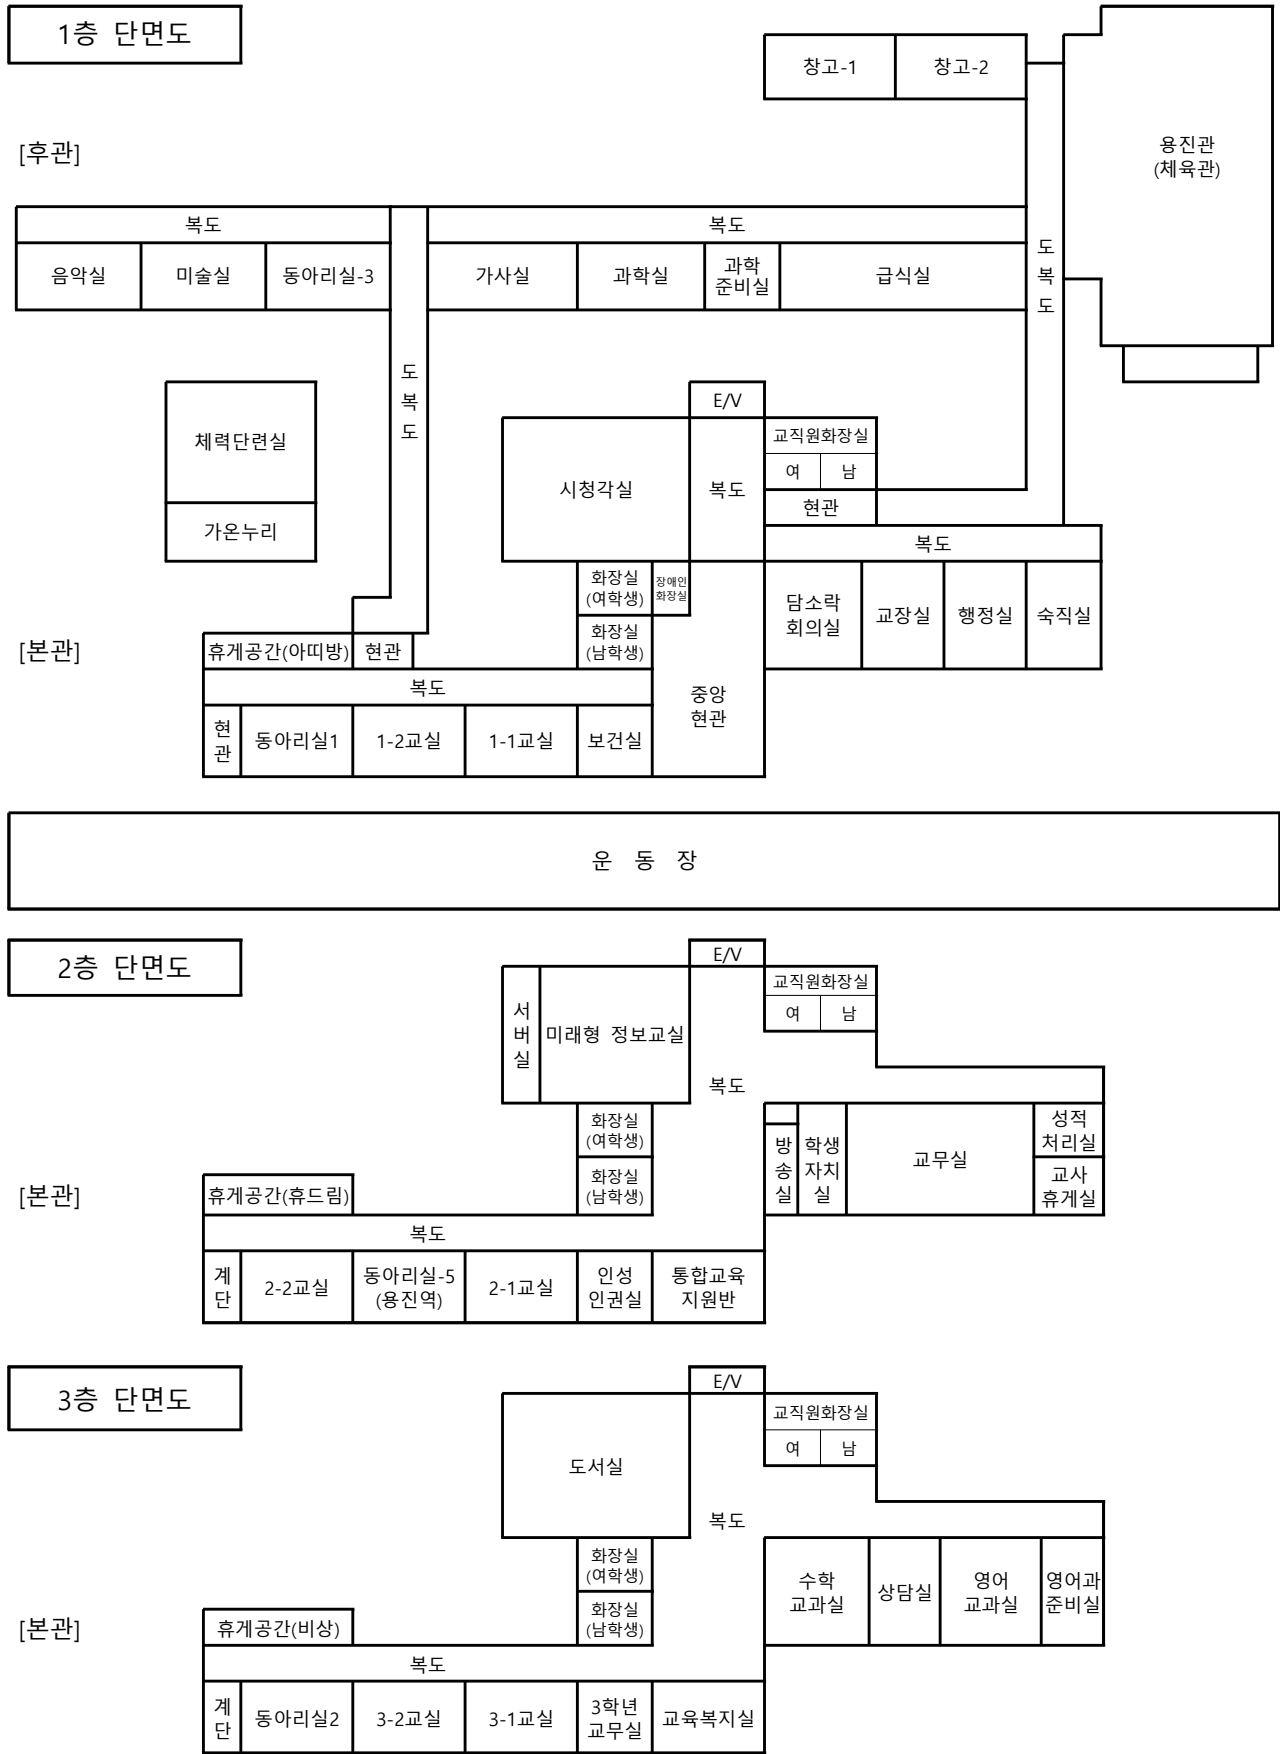 1층 단면도
창고-1 창고-2
용진관
(체육관)
[후관]
복도 복도
음악실 미술실 동아리실-3 가사실 과학실 과학
준비실 급식실
도
복
도
도
복
도
체력단련실
가온누리
E/V
시청각실 복도
교직원화장실
여 남
현관
복도
화장실
(여학생)
장애인
화장실
화장실
(남학생)
담소락
회의실
교장실 행정실 숙직실
[본관]
휴게공간(아띠방) 현관
복도
중앙
현관
현
관
동아리실1 1-2교실 1-1교실 보건실
운 동 장
2층 단면도
E/V
서
버
실
미래형 정보교실
교직원화장실
여 남
복도
화장실
(여학생)
화장실
(남학생)
방
송
실
학생
자치
실
교무실
성적
처리실
교사
휴게실
[본관]
휴게공간(휴드림)
복도
계
단
2-2교실
동아리실-5
(용진역)
2-1교실
인성
인권실
통합교육
지원반
3층 단면도
E/V
도서실
교직원화장실
여 남
복도
화장실
(여학생)
화장실
(남학생)
수학
교과실
상담실
영어
교과실
영어과
준비실
[본관]
휴게공간(비상)
복도
계
단
동아리실2 3-2교실 3-1교실
3학년
교무실
교육복지실